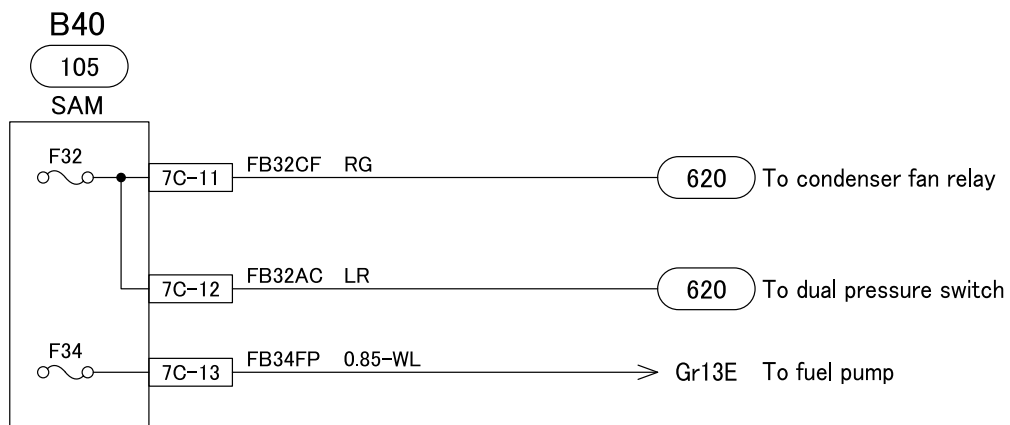 B40
105
SAM
F32
7C-11 FB32CF RG 620 To condenser fan relay
7C-12 FB32AC LR 620 To dual pressure switch
F34
7C-13 FB34FP 0.85-WL Gr13E To fuel pump